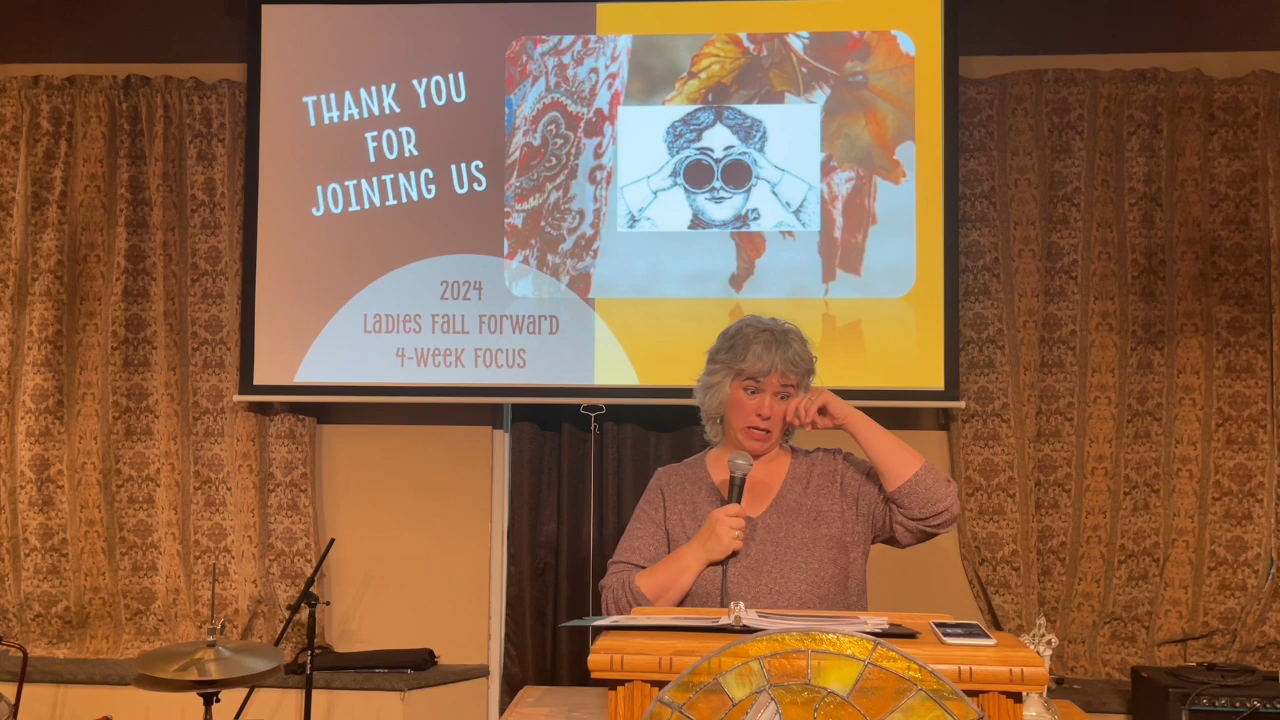 THANK YOU
FOR
JOINING US
2024
LADIES FALL FORWARD
4-WEEK FOCUS